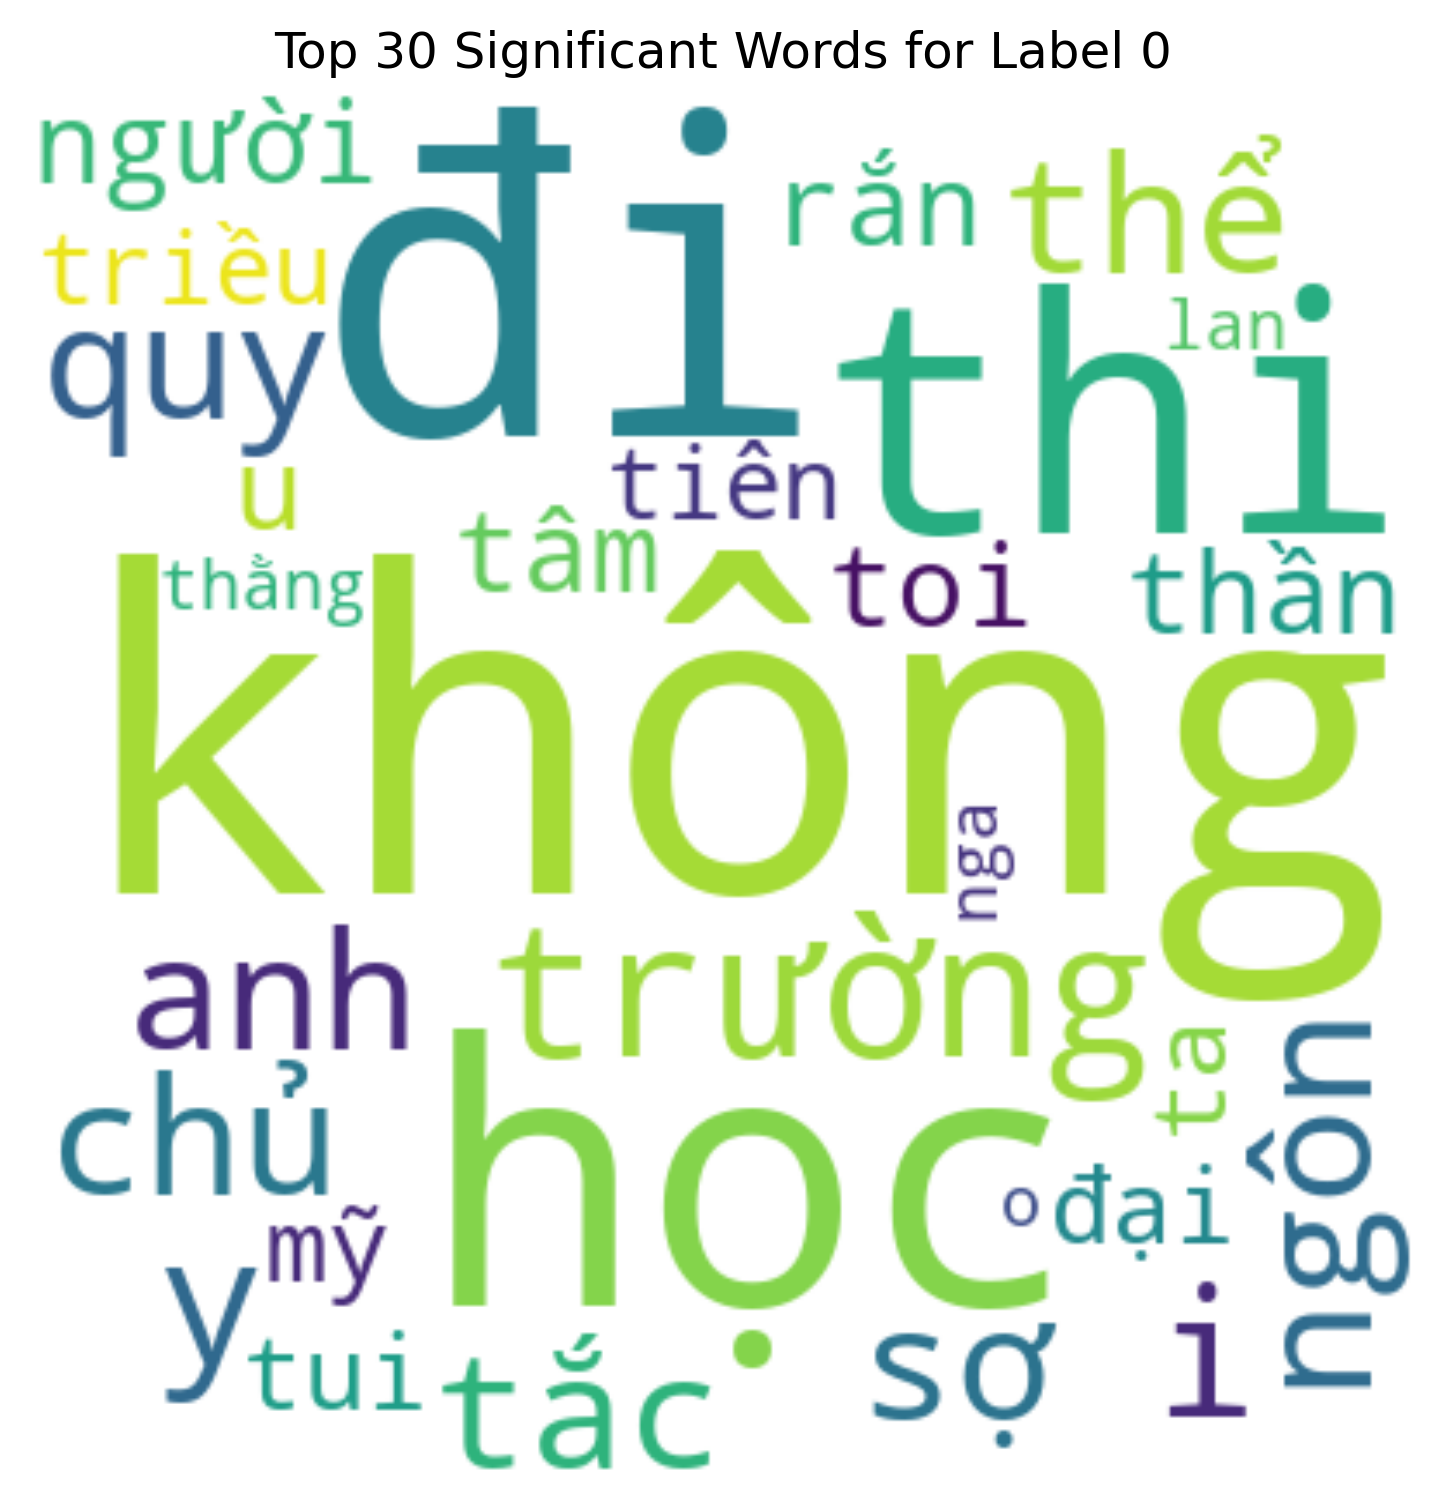 Top 30 Significant Words for Label 0
người
đi
rắn
thể
triều
thi
lan
quy
tiên
u
tâm
toi
thần
thằng
không
nga
anh
trường
ta
ngôn
chủ
học
o
đại
mỹ
y
tui
tắc
sợ
i